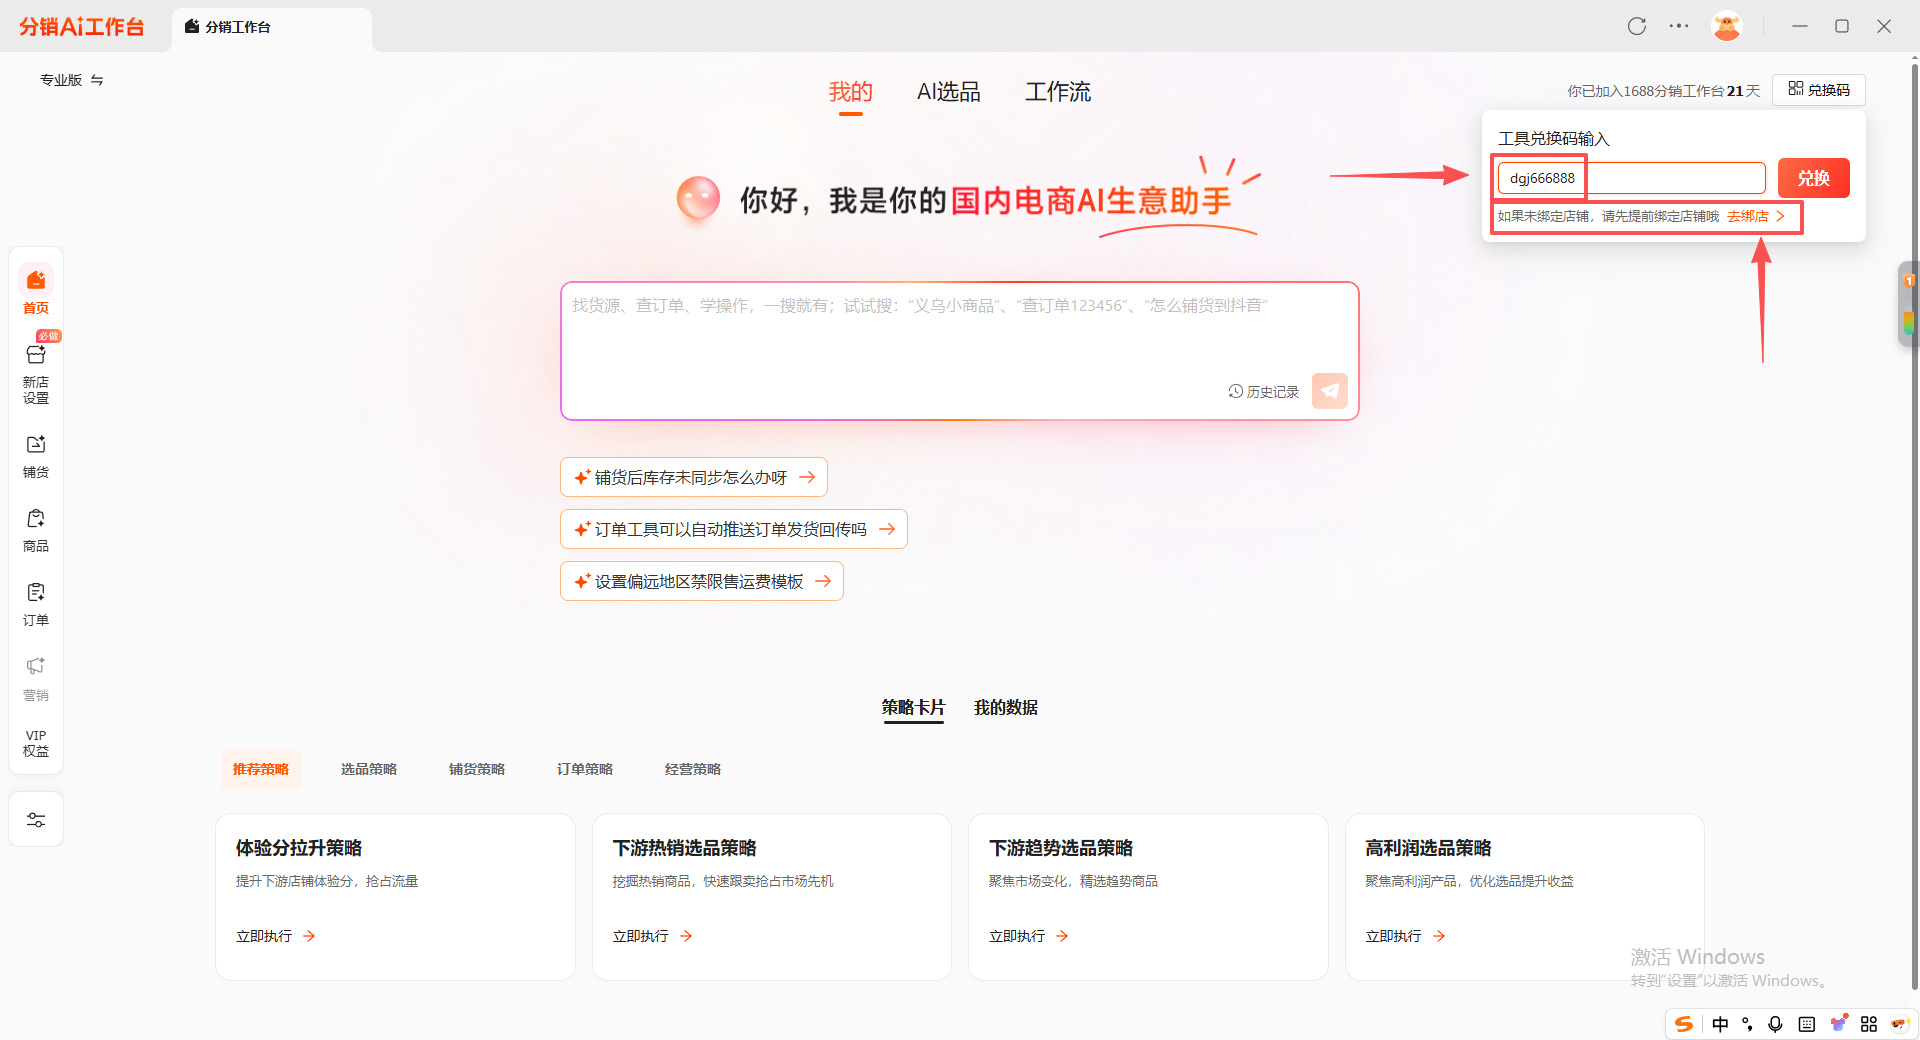 分销Ai工作台
分销工作台
专业版
我的
AI选品
工作流
你已加入1688分销工作台 21 天
兑换码
工具兑换码输入
dgj666888
兑换
如果未绑定店铺，请先提前绑定店铺哦 去绑店 >
你好，我是你的国内电商AI生意助手
找货源、查订单、学操作，一搜就有；试试搜：“义乌小商品”、“查订单123456”、“怎么铺货到抖音”
历史记录
首页
必做
新店
设置
铺货
商品
订单
营销
VIP
权益
铺货后库存未同步怎么办呀
订单工具可以自动推送订单发货回传吗
设置偏远地区禁限售运费模板
策略卡片
我的数据
推荐策略
选品策略
铺货策略
订单策略
经营策略
体验分拉升策略
提升下游店铺体验分，抢占流量
立即执行
下游热销选品策略
挖掘热销商品，快速跟卖抢占市场先机
立即执行
下游趋势选品策略
聚焦市场变化，精选趋势商品
立即执行
高利润选品策略
聚焦高利润产品，优化选品提升收益
立即执行
激活 Windows
转到“设置”以激活 Windows。
中